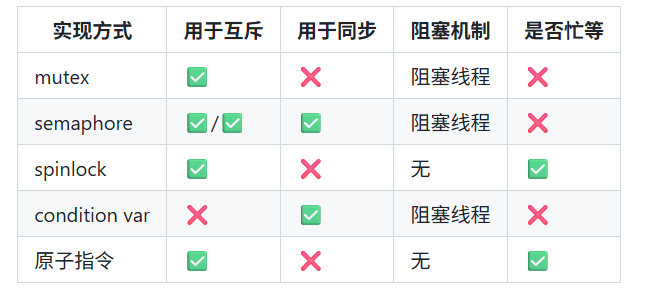 实现方式 用于互斥 用于同步 阻塞机制 是否忙等
mutex ✅ ❌ 阻塞线程 ❌
semaphore ✅/✅ ✅ 阻塞线程 ❌
spinlock ✅ ❌ 无 ✅
condition var ❌ ✅ 阻塞线程 ❌
原子指令 ✅ ❌ 无 ✅